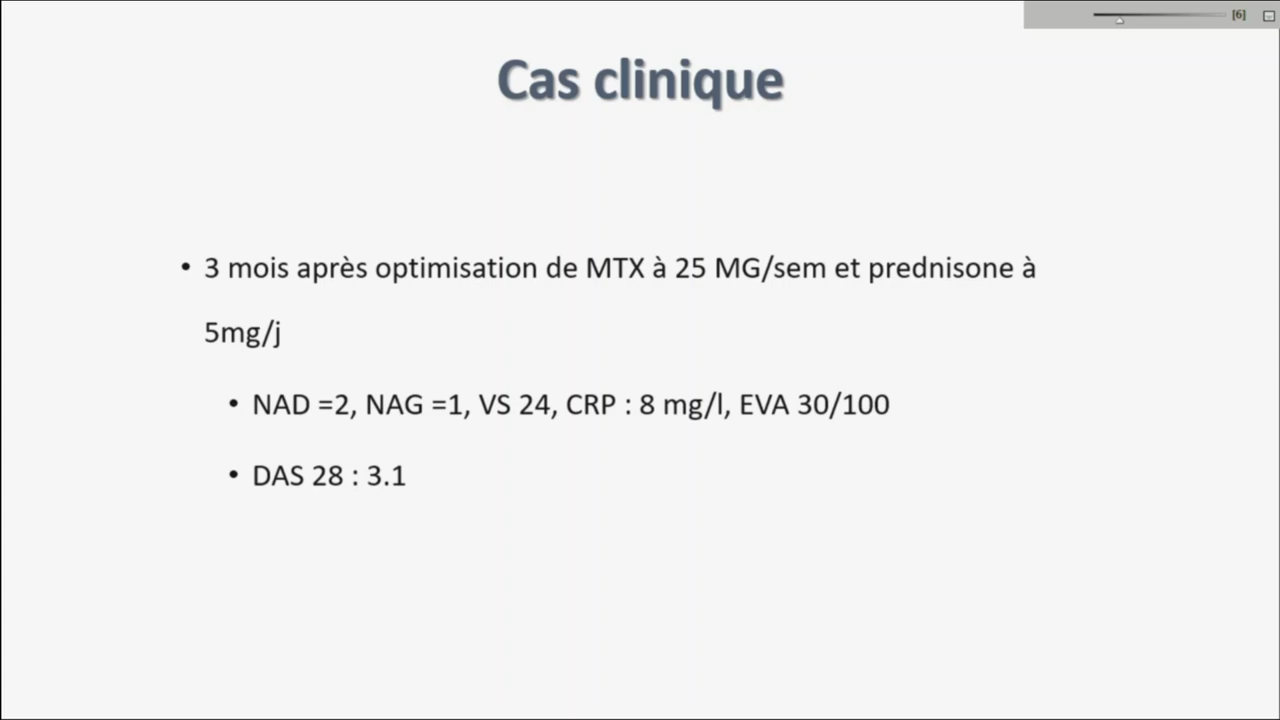 [6]
Cas clinique
• 3 mois après optimisation de MTX à 25 MG/sem et prednisone à
5mg/j
• NAD =2, NAG =1, VS 24, CRP : 8 mg/l, EVA 30/100
• DAS 28 : 3.1